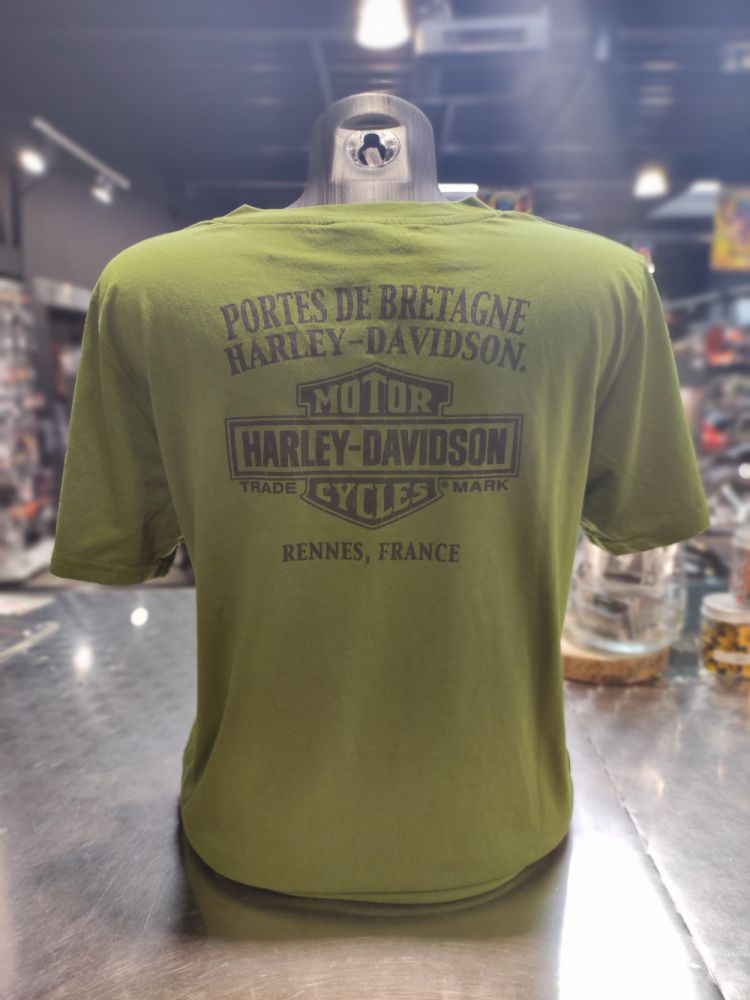 PORTES DE BRETAGNE
HARLEY-DAVIDSON.
MOTOR
HARLEY-DAVIDSON
TRADE CYCLES ® MARK
RENNES, FRANCE